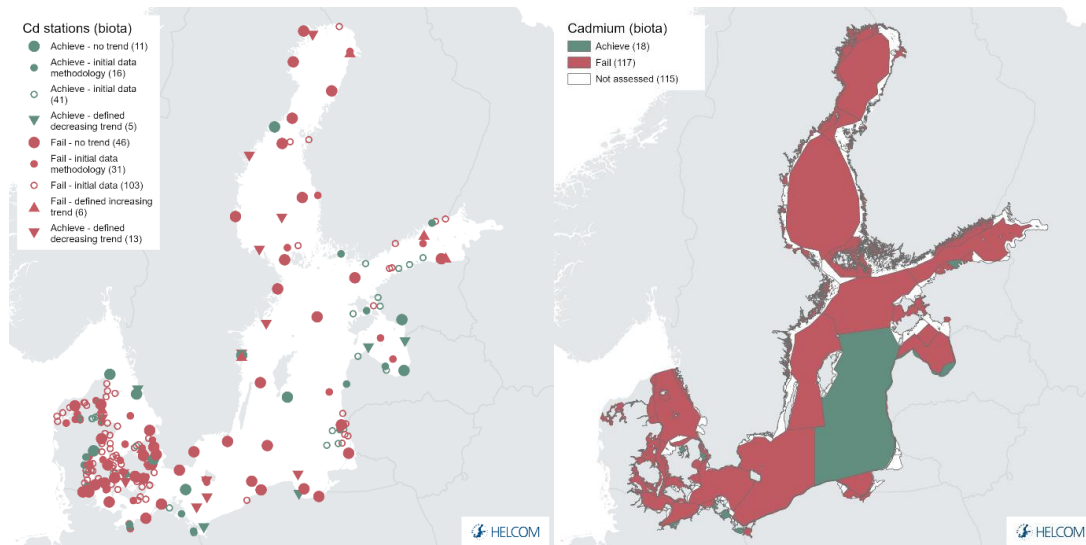 Cd stations (biota)
Achieve - no trend (11)
Achieve - initial data
methodology (16)
Achieve - initial data
(41)
Achieve - defined
decreasing trend (5)
Fail - no trend (46)
Fail - initial data
methodology (31)
Fail - initial data (103)
Fail - defined increasing
trend (6)
Achieve - defined
decreasing trend (13)
HELCOM
Cadmium (biota)
Achieve (18)
Fail (117)
Not assessed (115)
HELCOM